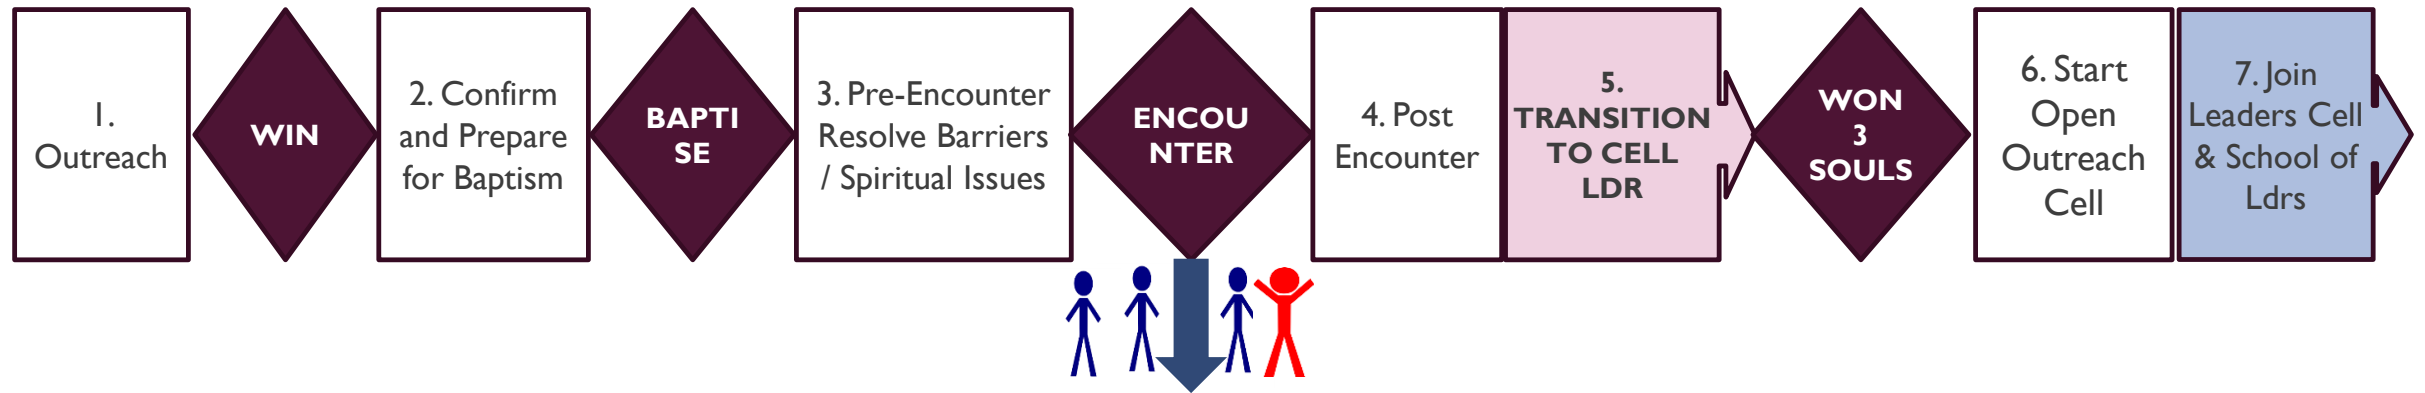 1.
Outreach
WIN
2. Confirm
and Prepare
for Baptism
BAPTI
SE
3. Pre-Encounter
Resolve Barriers
/ Spiritual Issues
ENCOU
NTER
4. Post
Encounter
5.
TRANSITION
TO CELL
LDR
WON
3
SOULS
6. Start
Open
Outreach
Cell
7. Join
Leaders Cell
& School of
Ldrs